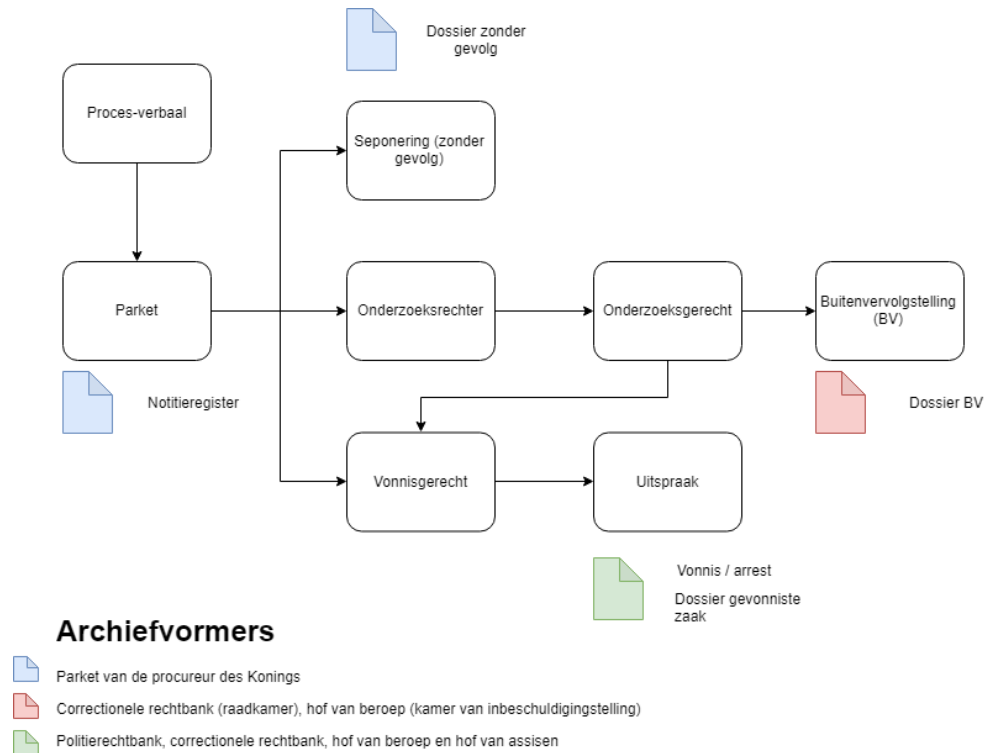 Dossier zonder
gevolg
Proces-verbaal
Seponering (zonder
gevolg)
Parket
Onderzoeksrechter
Onderzoeksgerecht
Buitenvervolgstelling
(BV)
Notitieregister
Dossier BV
Vonnisgerecht
Uitspraak
Vonnis / arrest
Dossier gevonniste
zaak
Archiefvormers
Parket van de procureur des Konings
Correctionele rechtbank (raadkamer), hof van beroep (kamer van inbeschuldigingstelling)
Politierechtbank, correctionele rechtbank, hof van beroep en hof van assisen